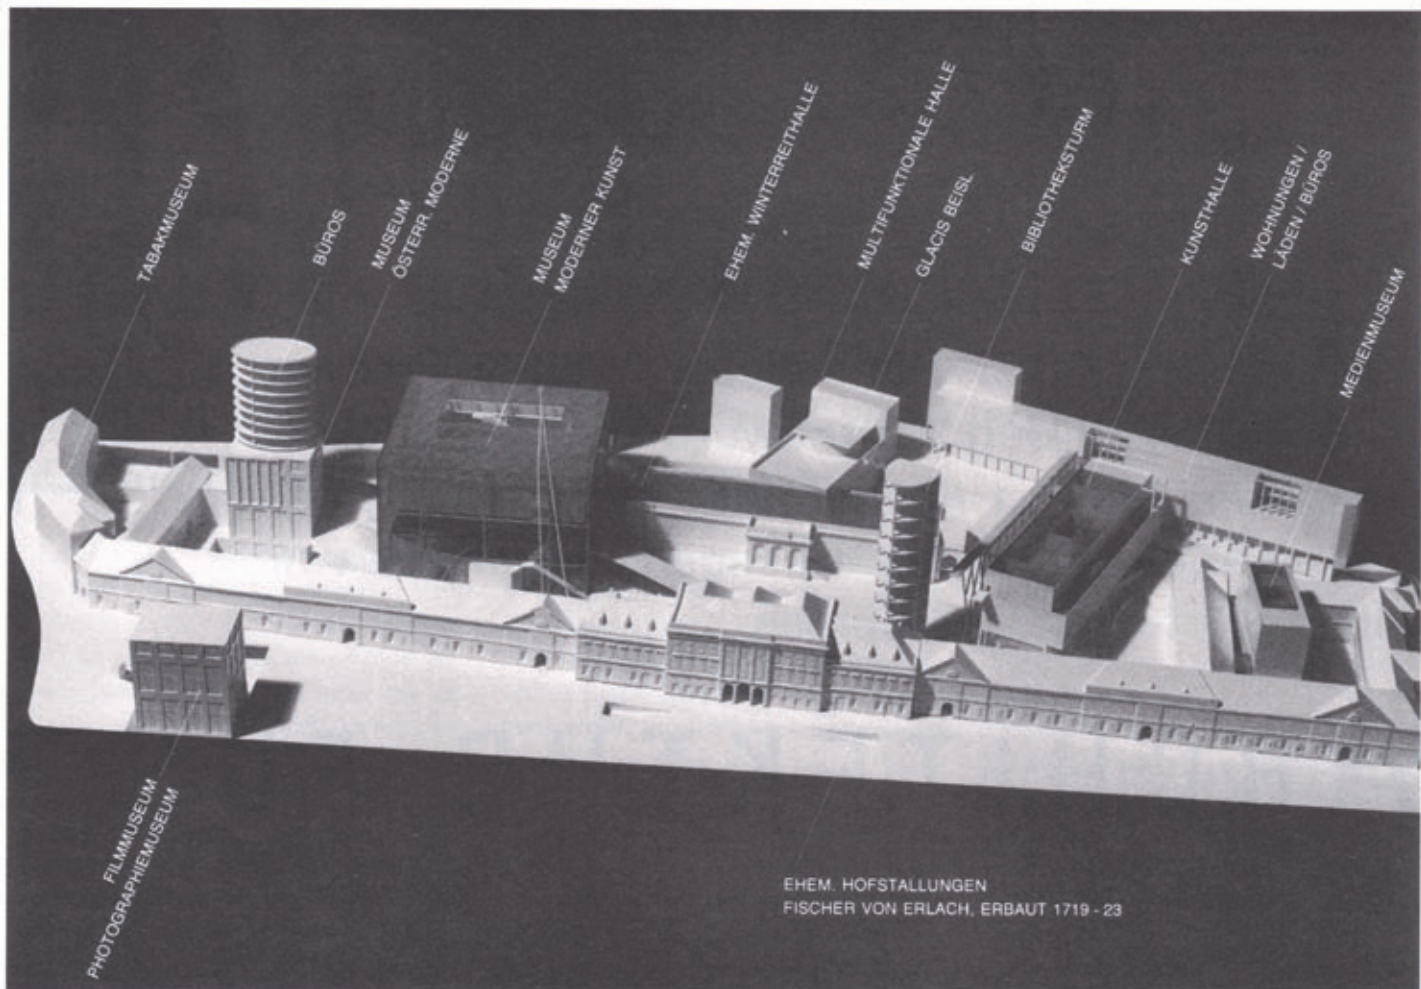 TABAKMUSEUM
BÜROS
MUSEUM
ÖSTERR. MODERNE
MUSEUM
MODERNER KUNST
EHEM. WINTERREITHALLE
MULTIFUNKTIONALE HALLE
GLACIS BEISL
BIBLIOTHEKSTURM
KUNSTHALLE
WOHNUNGEN /
LÄDEN / BÜROS
MEDIENMUSEUM
FILMMUSEUM
PHOTOGRAPHIEMUSEUM
EHEM. HOFSTALLUNGEN
FISCHER VON ERLACH, ERBAUT 1719 - 23